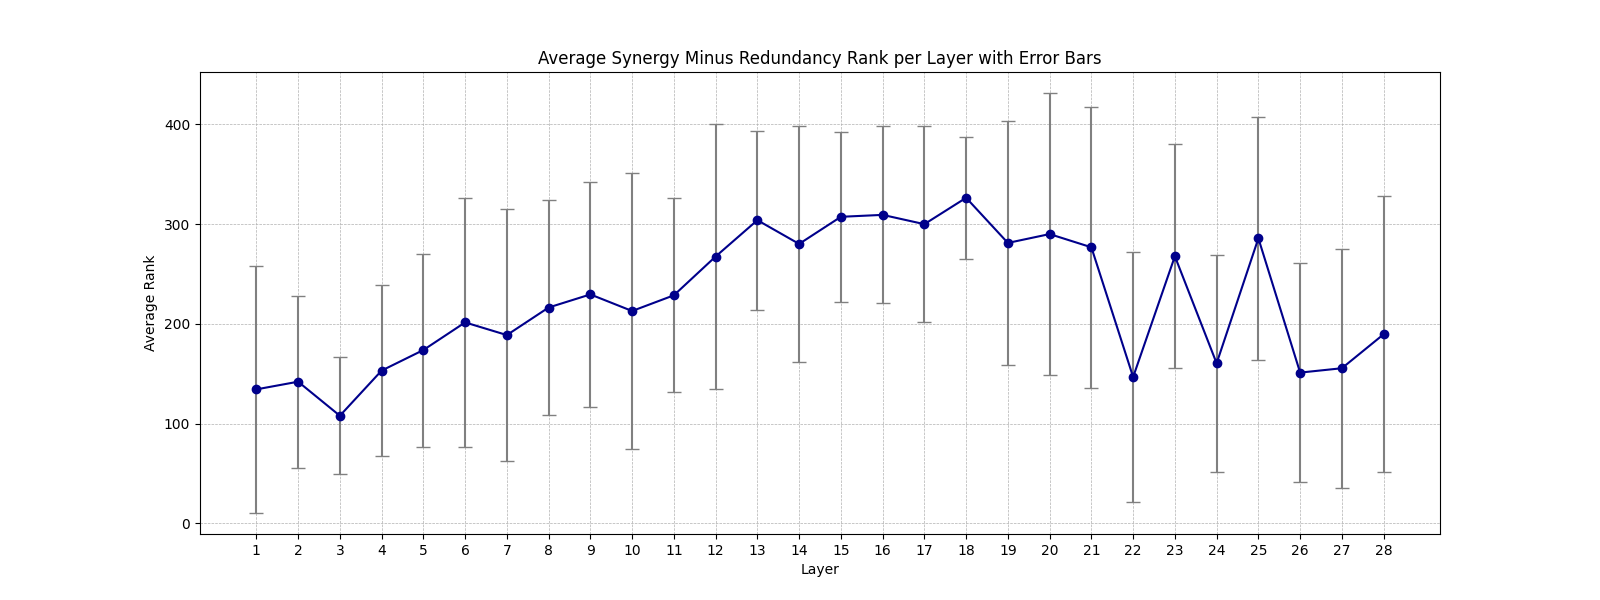 Average Synergy Minus Redundancy Rank per Layer with Error Bars
Average Rank
400
300
200
100
0
1 2 3 4 5 6 7 8 9 10 11 12 13 14 15 16 17 18 19 20 21 22 23 24 25 26 27 28
Layer